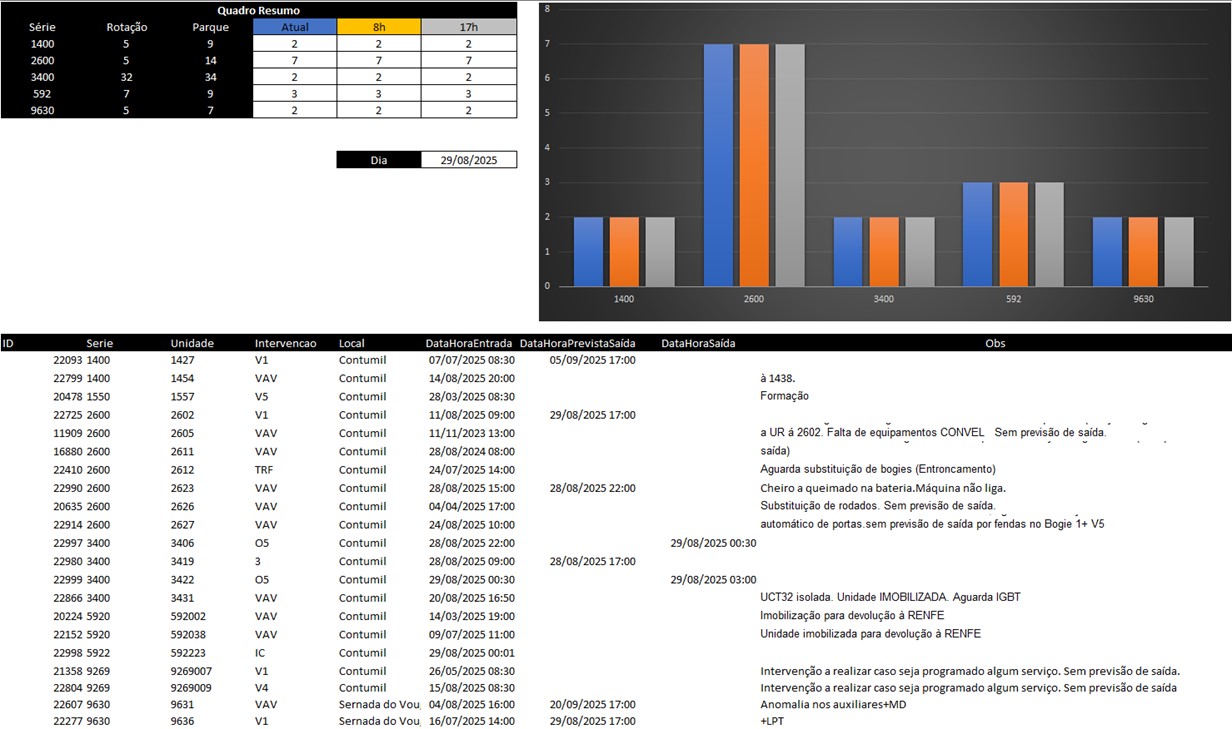 Quadro Resumo
Série Rotação Parque Atual 8h 17h
1400 5 9 2 2 2
2600 5 14 7 7 7
3400 32 34 2 2 2
592 7 9 3 3 3
9630 5 7 2 2 2
Dia 29/08/2025
8
7
6
5
4
3
2
1
0
1400 2600 3400 592 9630
ID Serie Unidade Intervencao Local DataHoraEntrada DataHoraPrevistaSaída DataHoraSaída Obs
22093 1400 1427 V1 Contumil 07/07/2025 08:30 05/09/2025 17:00
22799 1400 1454 VAV Contumil 14/08/2025 20:00 à 1438.
20478 1550 1557 V5 Contumil 28/03/2025 08:30 Formação
22725 2600 2602 V1 Contumil 11/08/2025 09:00 29/08/2025 17:00
11909 2600 2605 VAV Contumil 11/11/2023 13:00 a UR á 2602. Falta de equipamentos CONVEL Sem previsão de saída.
16880 2600 2611 VAV Contumil 28/08/2024 08:00 saída)
22410 2600 2612 TRF Contumil 24/07/2025 14:00 Aguarda substituição de bogies (Entroncamento)
22990 2600 2623 VAV Contumil 28/08/2025 15:00 28/08/2025 22:00 Cheiro a queimado na bateria.Máquina não liga.
20635 2600 2626 VAV Contumil 04/04/2025 17:00 Substituição de rodados. Sem previsão de saída.
22914 2600 2627 VAV Contumil 24/08/2025 10:00 automático de portas.sem previsão de saída por fendas no Bogie 1+ V5
22997 3400 3406 O5 Contumil 28/08/2025 22:00 29/08/2025 00:30
22980 3400 3419 3 Contumil 28/08/2025 09:00 28/08/2025 17:00
22999 3400 3422 O5 Contumil 29/08/2025 00:30 29/08/2025 03:00
22866 3400 3431 VAV Contumil 20/08/2025 16:50 UCT32 isolada. Unidade IMOBILIZADA. Aguarda IGBT
20224 5920 592002 VAV Contumil 14/03/2025 19:00 Imobilização para devolução à RENFE
22152 5920 592038 VAV Contumil 09/07/2025 11:00 Unidade imobilizada para devolução à RENFE
22998 5922 592223 IC Contumil 29/08/2025 00:01
21358 9269 9269007 V1 Contumil 26/05/2025 08:30 Intervenção a realizar caso seja programado algum serviço. Sem previsão de saída.
22804 9269 9269009 V4 Contumil 15/08/2025 08:30 Intervenção a realizar caso seja programado algum serviço. Sem previsão de saída
22607 9630 9631 VAV Sernada do Vou 04/08/2025 16:00 20/09/2025 17:00 Anomalia nos auxiliares+MD
22277 9630 9636 V1 Sernada do Vou 16/07/2025 14:00 29/08/2025 17:00 +LPT